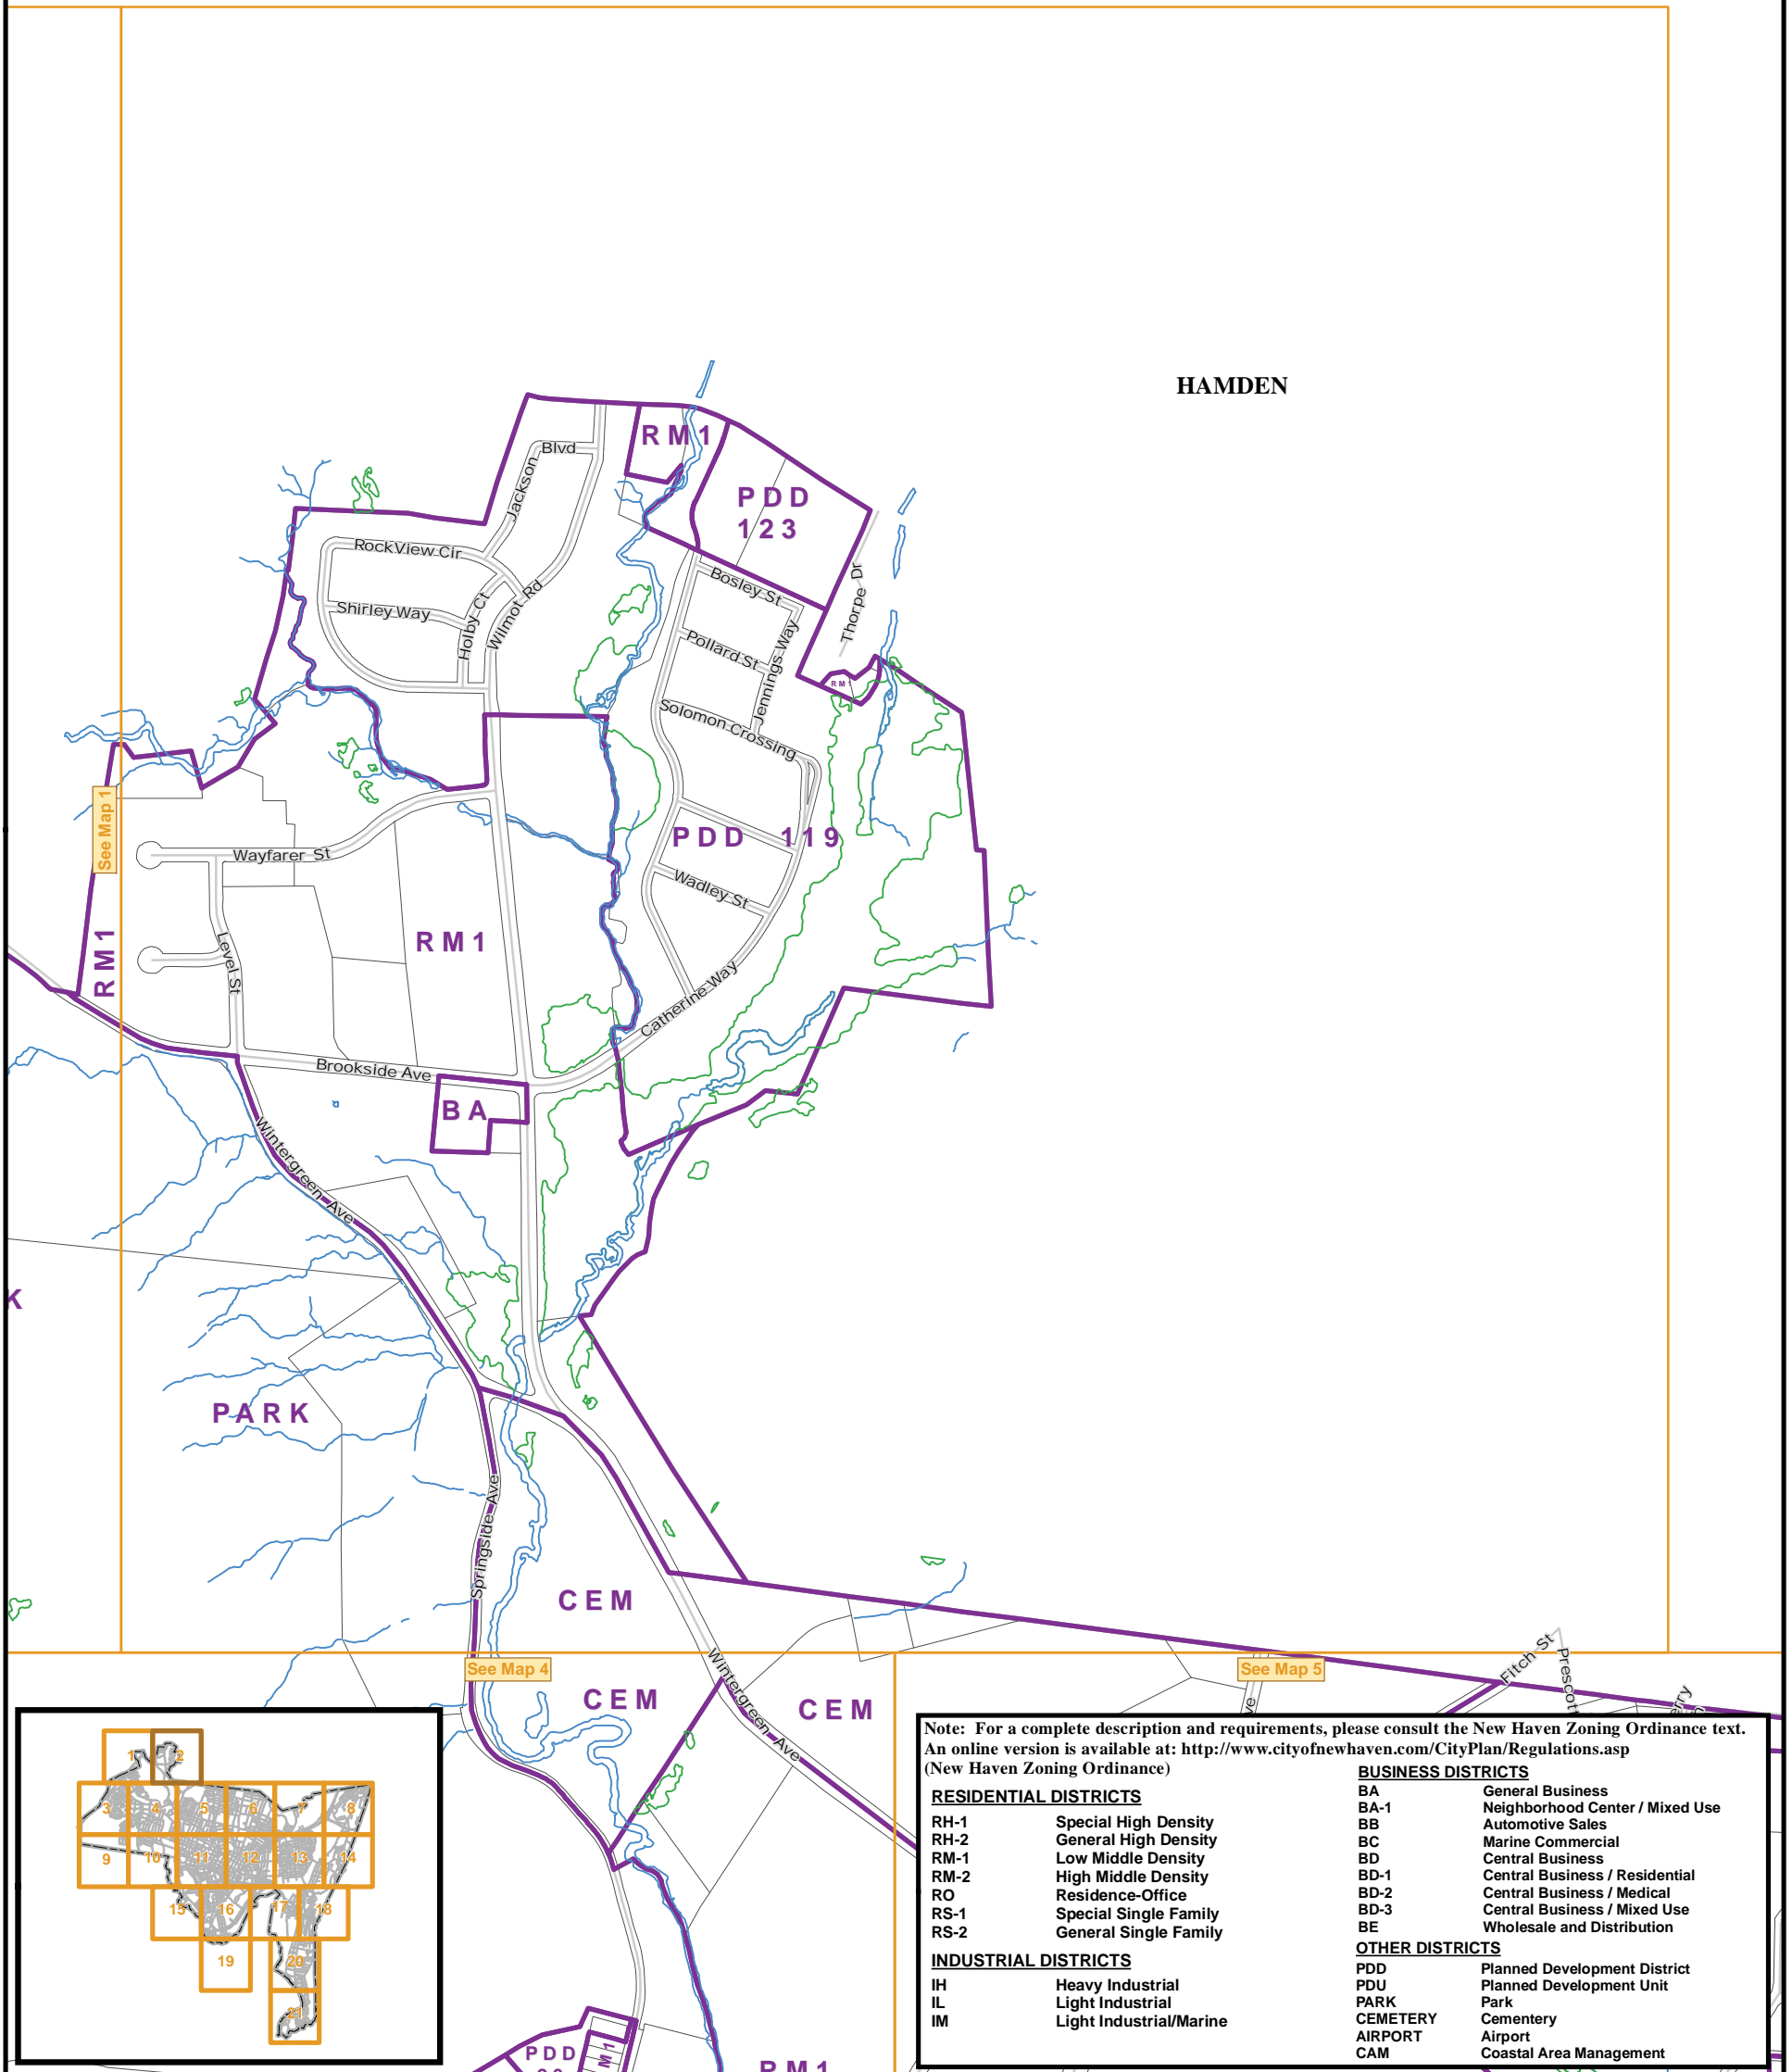 HAMDEN
RM1
Blvd
Jackson
PDD
123
RockView Cir
Bosley St
Thorpe Dr
Shirley Way
Holby Ct
Wilmot Rd
Pollard St
Jennings Way
RM1
Solomon Crossing
See Map 1
PDD 119
Wayfarer St
Wadley St
RM1
RM1
Level St
Catherine Way
Brookside Ave
BA
Wintergreen Ave
K
PARK
Springside Ave
CEM
See Map 4
See Map 5
Wintergreen Ave
Fitch St
Prescott
erry
ve
CEM
CEM
1
2
3
4
5
6
7
8
9
10
11
12
13
14
15
16
17
18
19
20
21
PDD
M1
RM1
Note: For a complete description and requirements, please consult the New Haven Zoning Ordinance text.
An online version is available at: http://www.cityofnewhaven.com/CityPlan/Regulations.asp
(New Haven Zoning Ordinance)
RESIDENTIAL DISTRICTS
RH-1 Special High Density
RH-2 General High Density
RM-1 Low Middle Density
RM-2 High Middle Density
RO Residence-Office
RS-1 Special Single Family
RS-2 General Single Family
INDUSTRIAL DISTRICTS
IH Heavy Industrial
IL Light Industrial
IM Light Industrial/Marine
BUSINESS DISTRICTS
BA General Business
BA-1 Neighborhood Center / Mixed Use
BB Automotive Sales
BC Marine Commercial
BD Central Business
BD-1 Central Business / Residential
BD-2 Central Business / Medical
BD-3 Central Business / Mixed Use
BE Wholesale and Distribution
OTHER DISTRICTS
PDD Planned Development District
PDU Planned Development Unit
PARK Park
CEMETERY Cementery
AIRPORT Airport
CAM Coastal Area Management